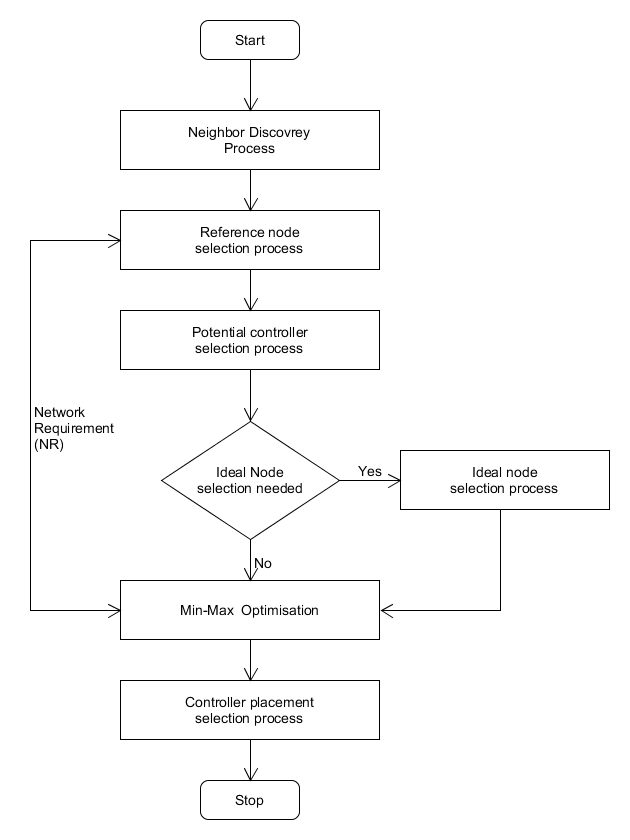 Start
Neighbor Discovrey
Process
Reference node
selection process
Potential controller
selection process
Network
Requirement
(NR)
Ideal Node
selection needed
Yes
Ideal node
selection process
No
Min-Max Optimisation
Controller placement
selection process
Stop